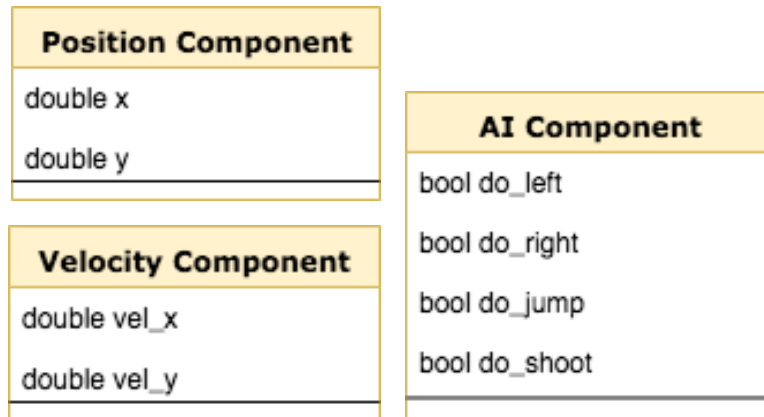 Position Component
double x
double y
Velocity Component
double vel_x
double vel_y
AI Component
bool do_left
bool do_right
bool do_jump
bool do_shoot